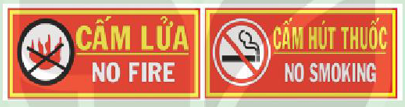 CẤM LỬA
NO FIRE
CẤM HÚT THUỐC
NO SMOKING